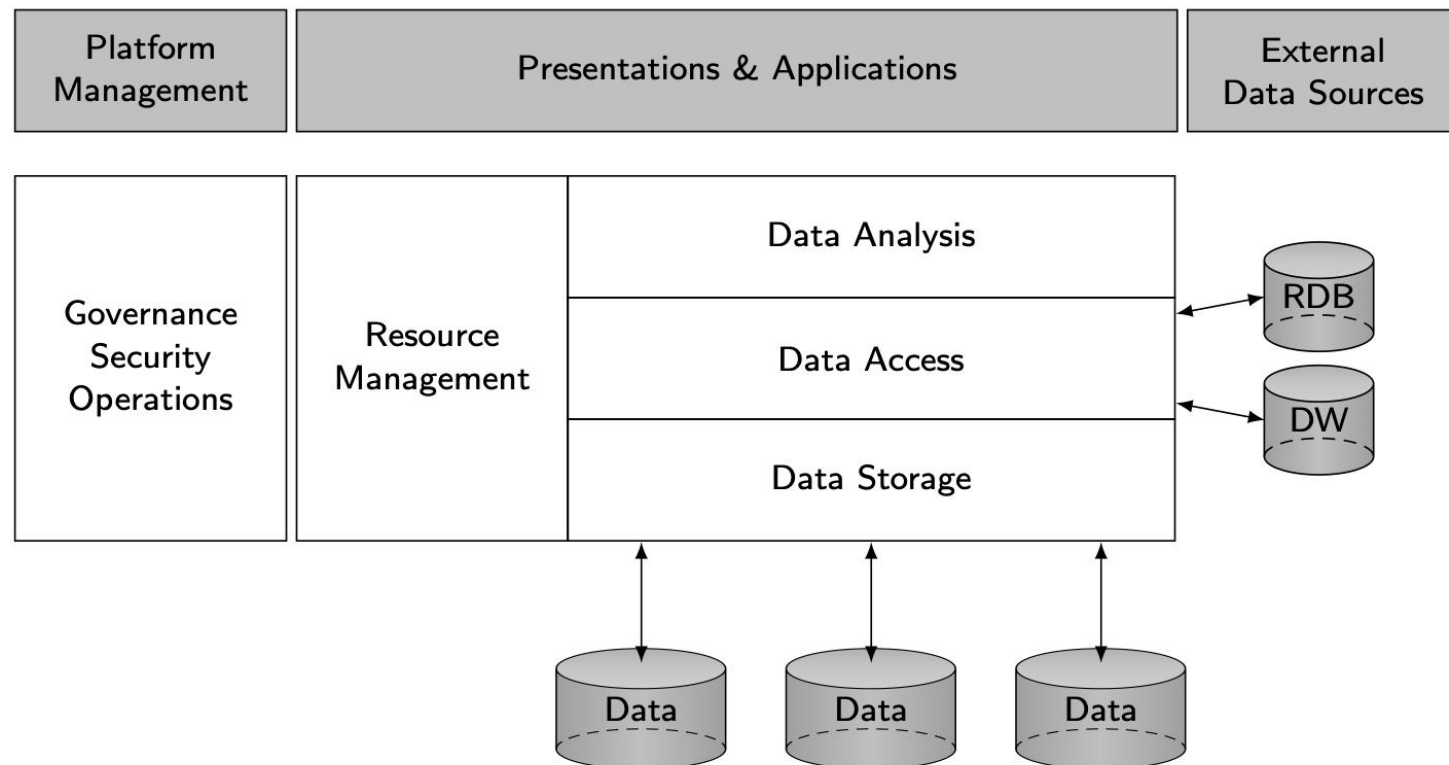 Platform
Management
Presentations & Applications
External
Data Sources
Governance
Security
Operations
Resource
Management
Data Analysis
Data Access
Data Storage
RDB
DW
Data
Data
Data